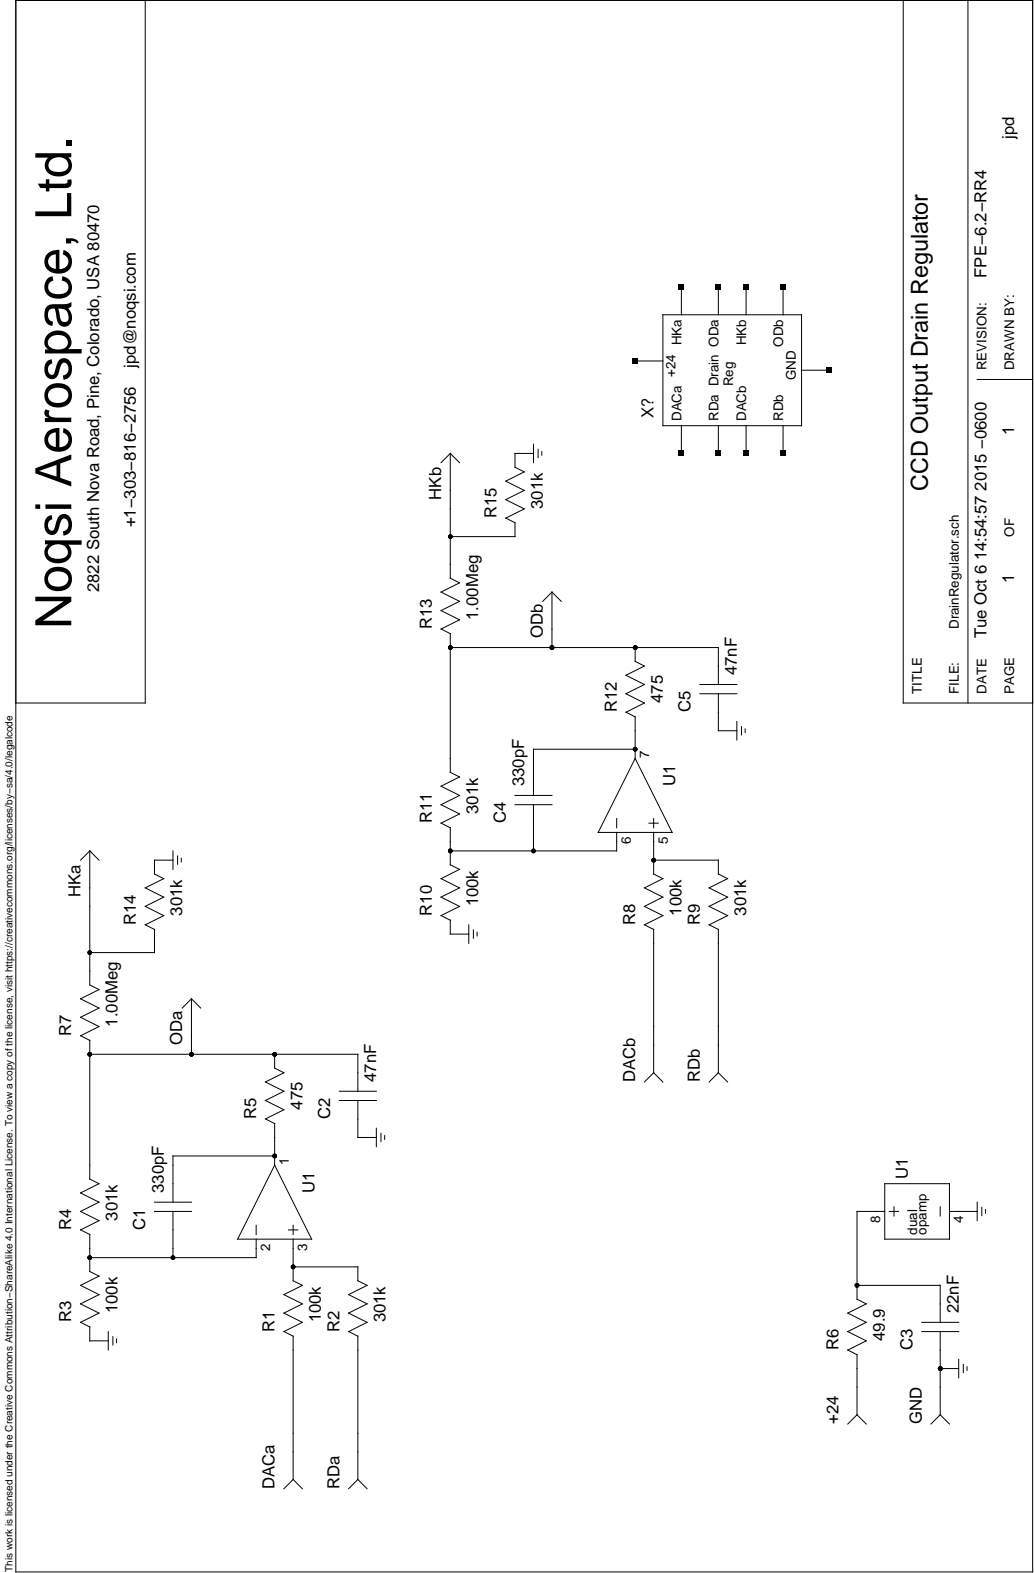 This work is licensed under the Creative Commons Attribution−ShareAlike 4.0 International License. To view a copy of the license, visit https://creativecommons.org/licenses/by−sa/4.0/legalcode
Noqsi Aerospace, Ltd.
2822 South Nova Road, Pine, Colorado, USA 80470
+1−303−816−2756 jpd@noqsi.com
R3
100k
R4
301k
R7
1.00Meg
HKa
R14
301k
C1
330pF
ODa
DACa
R1
100k
RDa
R2
301k
2
3
−
+
1
U1
R5
475
C2
47nF
R10
100k
R11
301k
R13
1.00Meg
HKb
R15
301k
C4
330pF
ODb
DACb
R8
100k
RDb
R9
301k
6
5
−
+
7
U1
R12
475
C5
47nF
X?
DACa +24 HKa
RDa Drain ODa
Reg
DACb HKb
RDb ODb
GND
+24
R6
49.9
GND
C3
22nF
8
+
dual
opamp
−
4
U1
TITLE
CCD Output Drain Regulator
FILE: DrainRegulator.sch
DATE Tue Oct 6 14:54:57 2015 −0600
REVISION: FPE−6.2−RR4
PAGE 1 OF 1
DRAWN BY: jpd